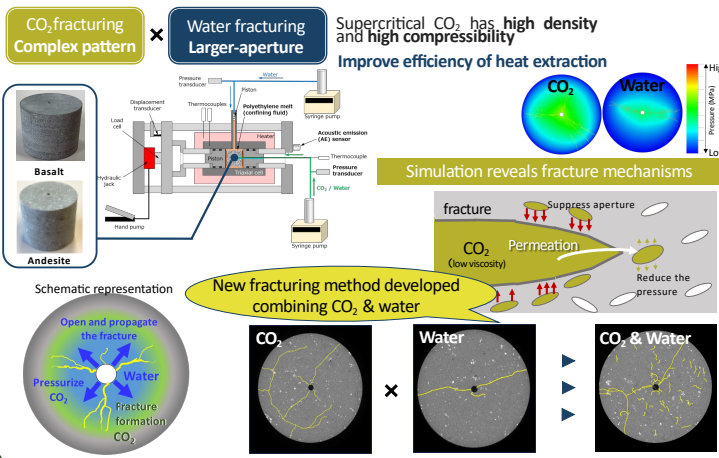 CO₂fracturing
Complex pattern
×
Water fracturing
Larger-aperture
Supercritical CO₂ has high density
and high compressibility
Improve efficiency of heat extraction
Basalt
Andesite
Pressure
transducer
Water
Piston
Syringe pump
Displacement
transducer
Thermocouples
Polyethylene melt
(confining fluid)
Load
cell
Heater
Acoustic emission
(AE) sensor
Piston
Thermocouple
Pressure
transducer
Hydraulic
Jack
Triaxial cell
CO₂ / Water
Hand pump
Syringe pump
CO₂
Water
Hig
Pressure (MPa)
Lo
Simulation reveals fracture mechanisms
fracture
Suppress aperture
CO₂
(low viscosity)
Permeation
Reduce the
pressure
New fracturing method developed
combining CO₂ & water
Schematic representation
Open and propagate
the fracture
Pressurize
CO₂
Water
Fracture
formation
CO₂
CO₂
×
Water
CO₂ & Water